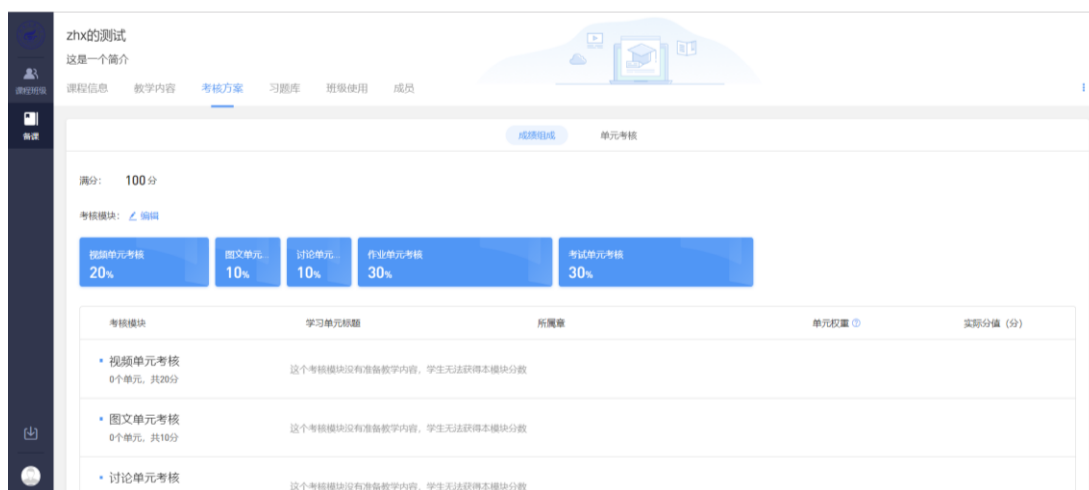 zhx的测试
这是一个简介
课程信息 教学内容 考核方案 习题库 班级使用 成员
课程班级
备课
成绩组成 单元考核
满分: 100 分
考核模块: 编辑
视频单元考核 图文单元... 讨论单元... 作业单元考核 考试单元考核
20% 10% 10% 30% 30%
考核模块 学习单元标题 所属章 单元权重 实际分值（分）
视频单元考核
0个单元，共20分
这个考核模块没有准备教学内容，学生无法获得本模块分数
图文单元考核
0个单元，共10分
这个考核模块没有准备教学内容，学生无法获得本模块分数
讨论单元考核
这个考核模块没有准备教学内容，学生无法获得本模块分数